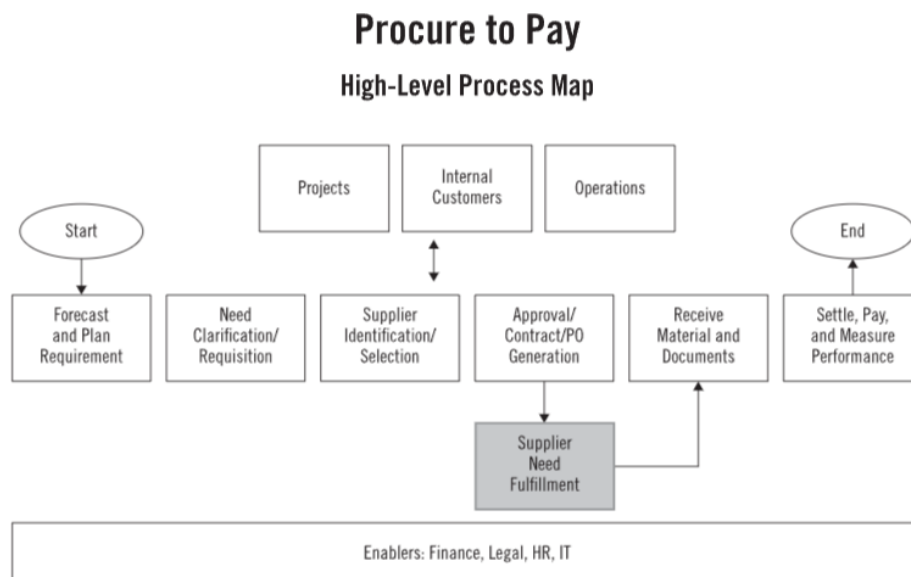 Procure to Pay
High-Level Process Map
Projects
Internal
Customers
Operations
Start
End
Forecast
and Plan
Requirement
Need
Clarification/
Requisition
Supplier
Identification/
Selection
Approval/
Contract/PO
Generation
Receive
Material and
Documents
Settle, Pay,
and Measure
Performance
Supplier
Need
Fulfillment
Enablers: Finance, Legal, HR, IT